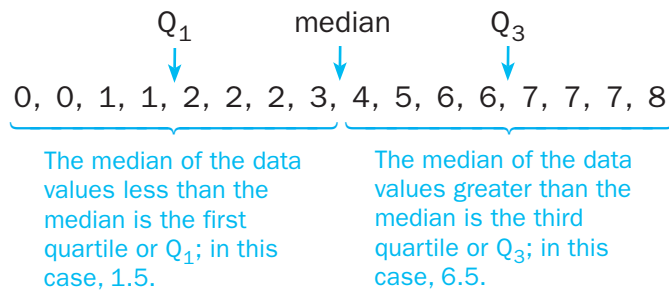 Q₁ median Q₃
0, 0, 1, 1, 2, 2, 2, 3, 4, 5, 6, 6, 7, 7, 7, 8
The median of the data
values less than the
median is the first
quartile or Q₁; in this
case, 1.5.
The median of the data
values greater than the
median is the third
quartile or Q₃; in this
case, 6.5.